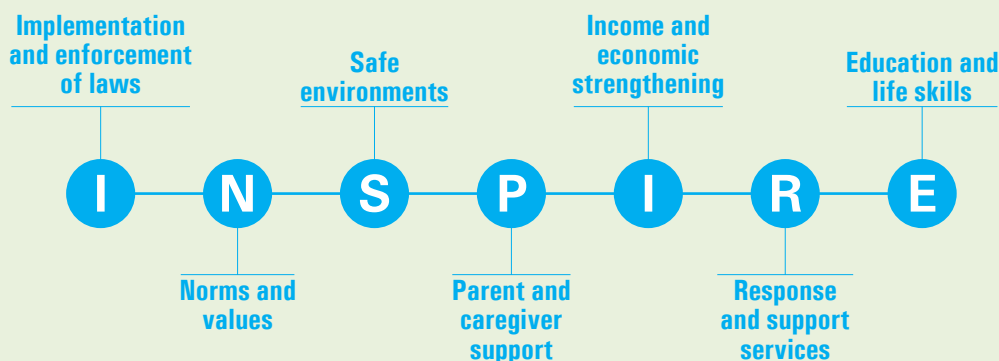 Implementation
and enforcement
of laws
Safe
environments
Income and
economic
strengthening
Education and
life skills
I N S P I R E
Norms and
values
Parent and
caregiver
support
Response
and support
services